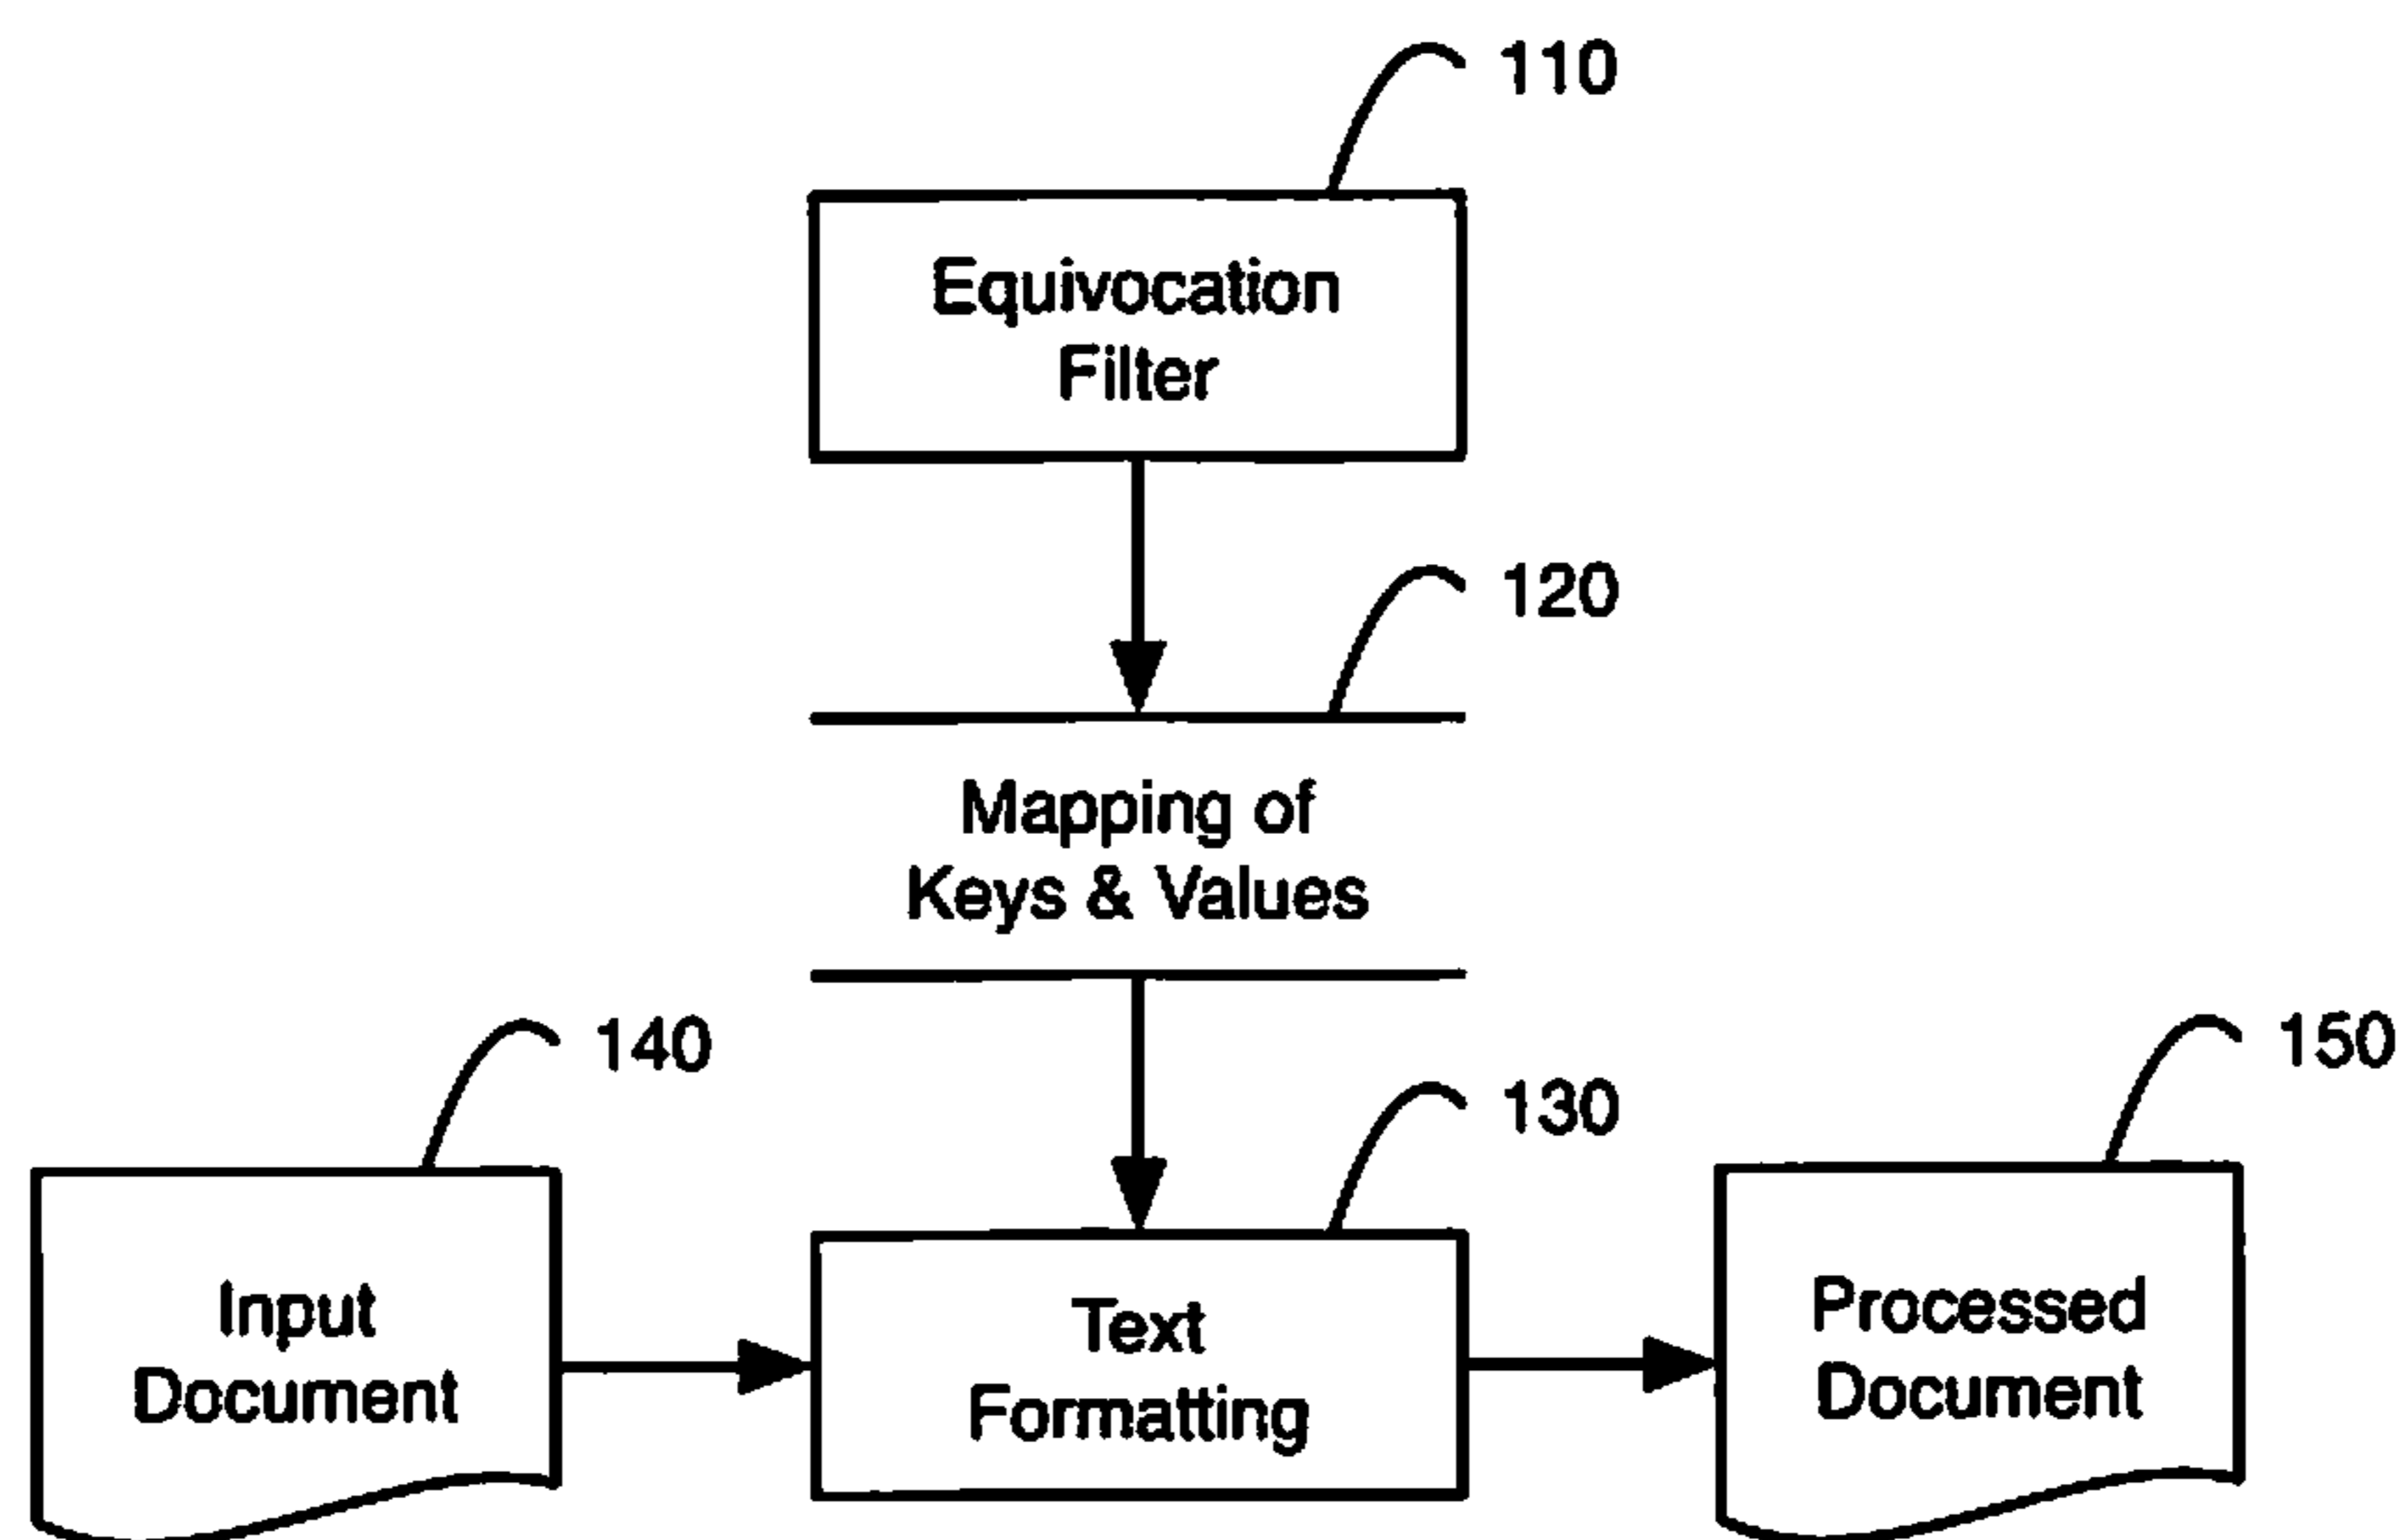 110
Equivocation
Filter
120
Mapping of
Keys & Values
140
150
130
Input
Document
Text
Formatting
Processed
Document